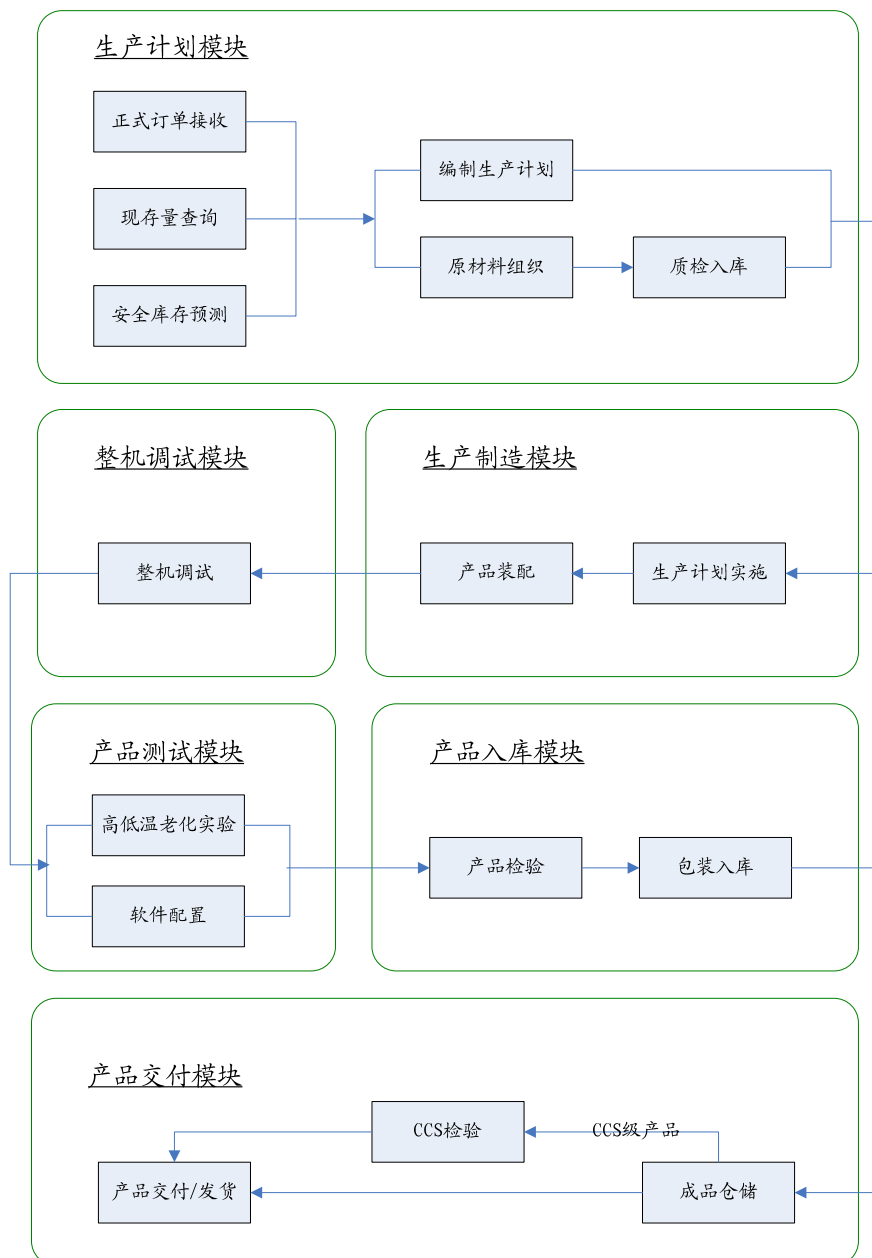 生产计划模块
正式订单接收
现存量查询
安全库存预测
编制生产计划
原材料组织
质检入库
整机调试模块
整机调试
生产制造模块
产品装配
生产计划实施
产品测试模块
高低温老化实验
软件配置
产品入库模块
产品检验
包装入库
产品交付模块
CCS检验
CCS级产品
产品交付/发货
成品仓储